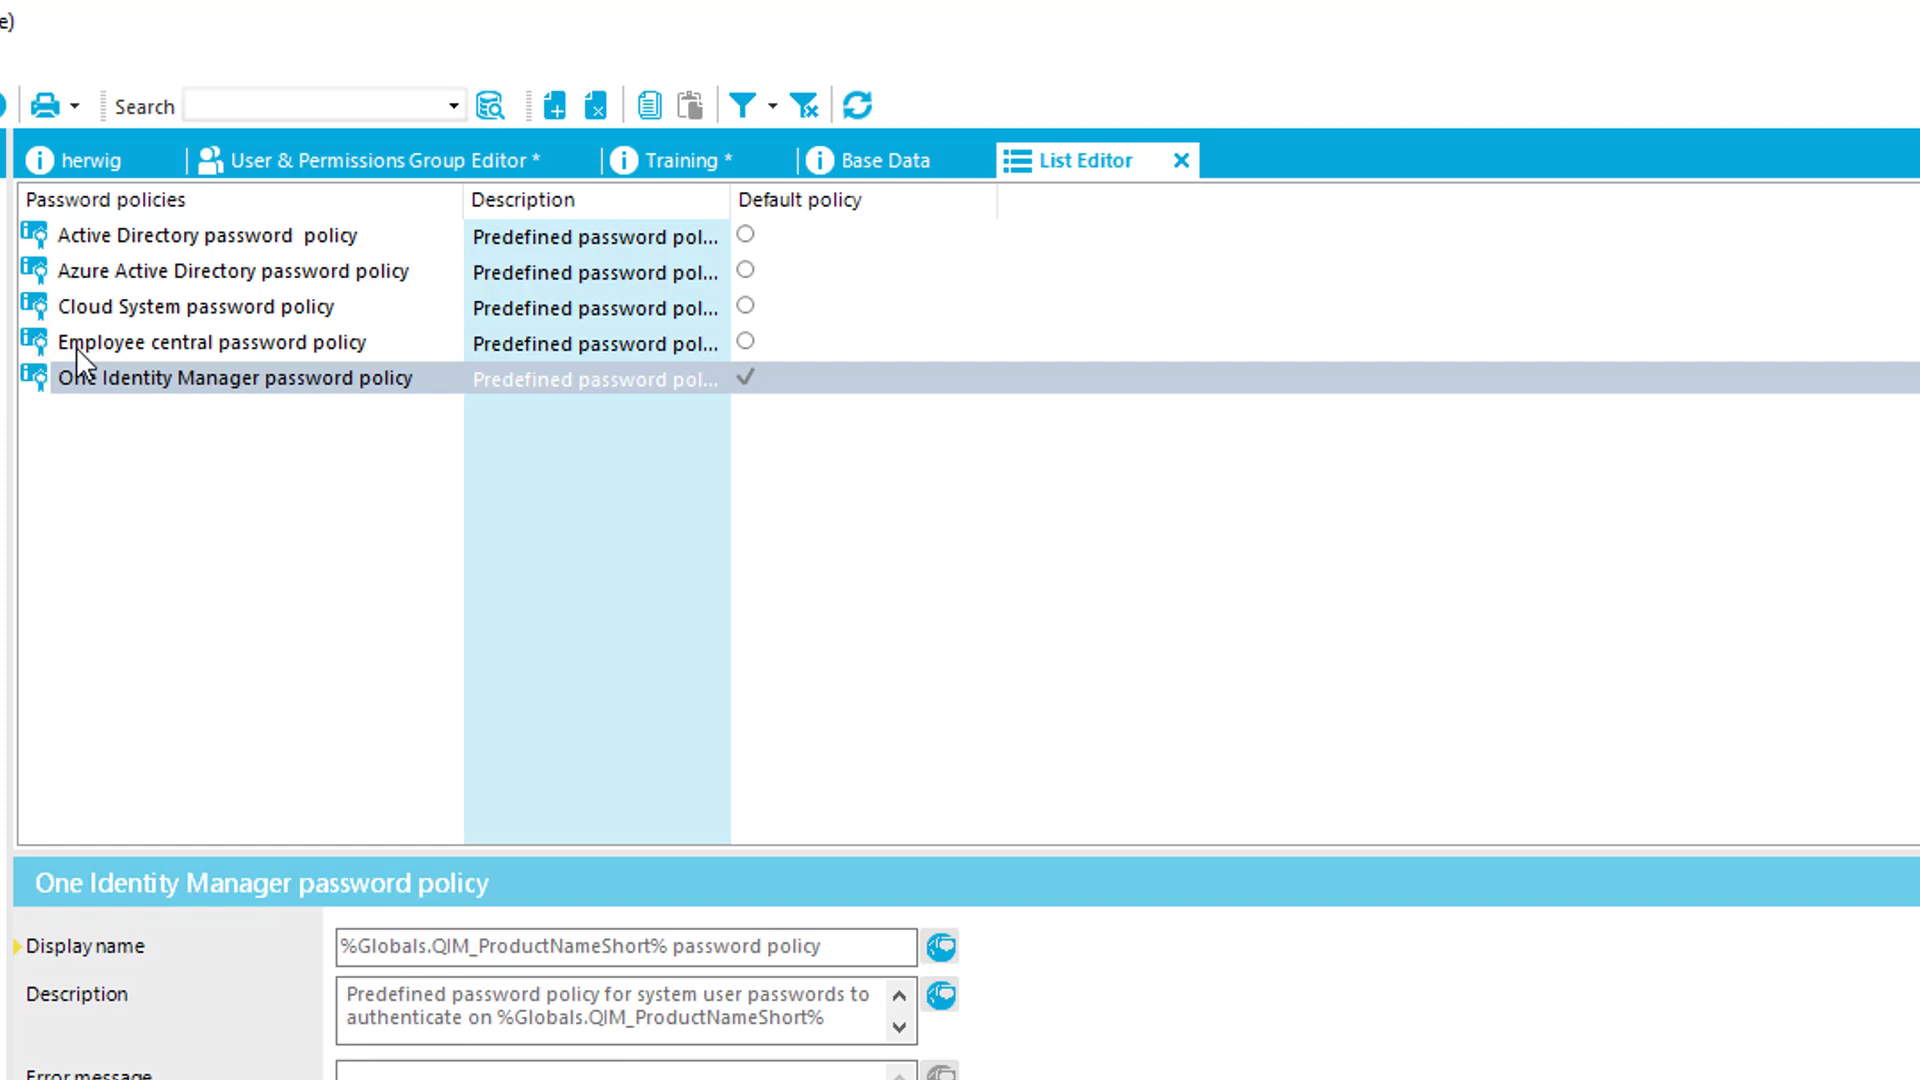 e)
Search
herwig
User & Permissions Group Editor *
Training *
Base Data
List Editor
Password policies Description Default policy
Active Directory password  policy Predefined password pol...
Azure Active Directory password policy Predefined password pol...
Cloud System password policy Predefined password pol...
Employee central password policy Predefined password pol...
One Identity Manager password policy Predefined password pol...
One Identity Manager password policy
Display name %Globals.QIM_ProductNameShort% password policy
Description Predefined password policy for system user passwords to
authenticate on %Globals.QIM_ProductNameShort%
Error message